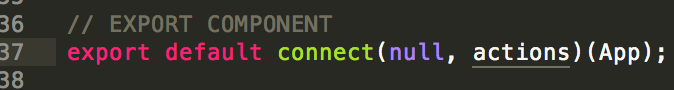 36 // EXPORT COMPONENT
37 export default connect(null, actions)(App);
38